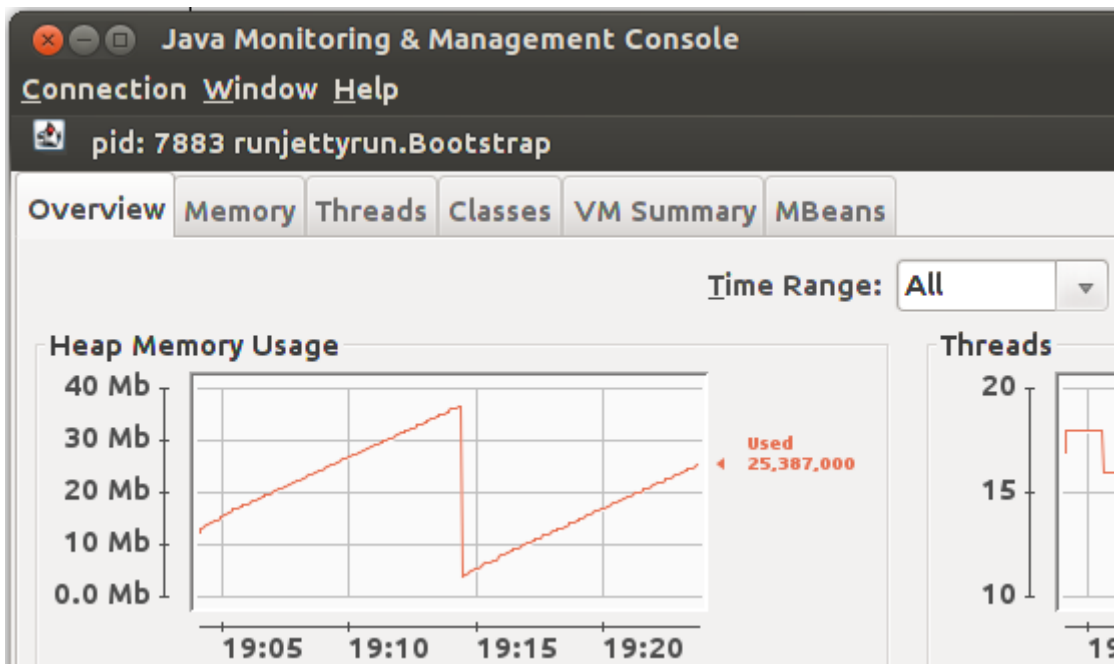 Java Monitoring & Management Console
Connection Window Help
pid: 7883 runjettyrun.Bootstrap
Overview Memory Threads Classes VM Summary MBeans
Time Range: All
Heap Memory Usage
40 Mb
30 Mb
20 Mb
10 Mb
0.0 Mb
Used
25,387,000
19:05 19:10 19:15 19:20
Threads
20
15
10
19